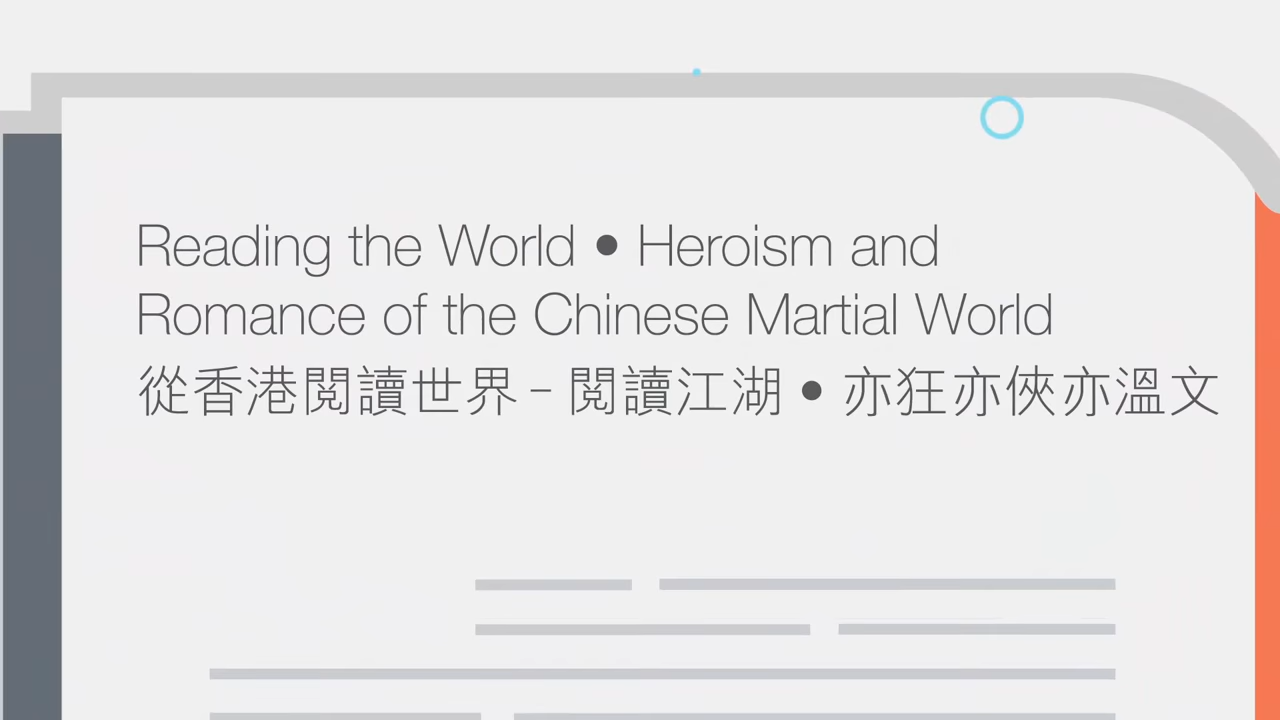 Reading the World • Heroism and
Romance of the Chinese Martial World
從香港閱讀世界 – 閱讀江湖 • 亦狂亦俠亦溫文